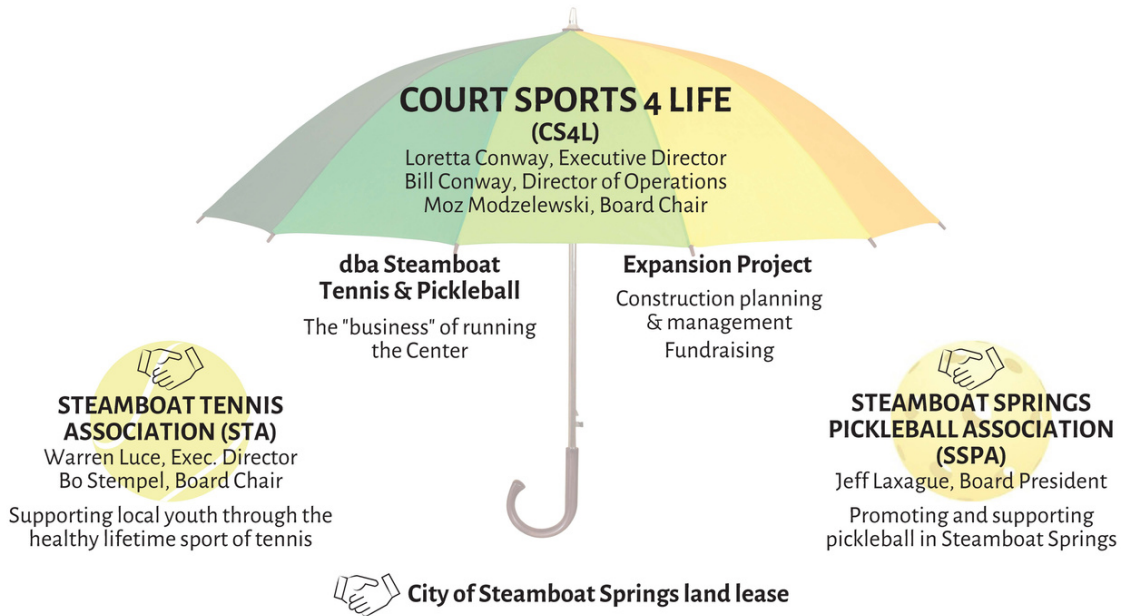 COURT SPORTS 4 LIFE
(CS4L)
Loretta Conway, Executive Director
Bill Conway, Director of Operations
Moz Modzelewski, Board Chair
dba Steamboat
Tennis & Pickleball
The "business" of running
the Center
Expansion Project
Construction planning
& management
Fundraising
STEAMBOAT TENNIS
ASSOCIATION (STA)
Warren Luce, Exec. Director
Bo Stempel, Board Chair
Supporting local youth through the
healthy lifetime sport of tennis
STEAMBOAT SPRINGS
PICKLEBALL ASSOCIATION
(SSPA)
Jeff Laxague, Board President
Promoting and supporting
pickleball in Steamboat Springs
City of Steamboat Springs land lease